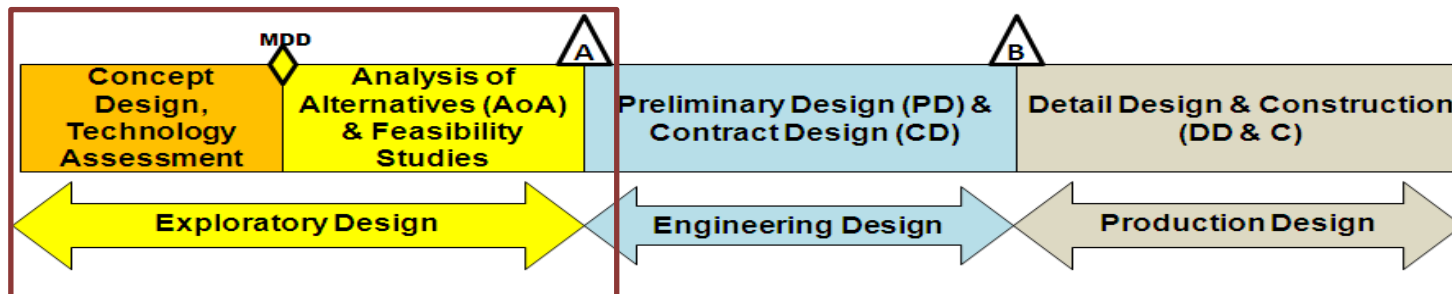 MDD
A
B
Concept
Design,
Technology
Assessment
Analysis of
Alternatives (AoA)
& Feasibility
Studies
Preliminary Design (PD) &
Contract Design (CD)
Detail Design & Construction
(DD & C)
Exploratory Design
Engineering Design
Production Design